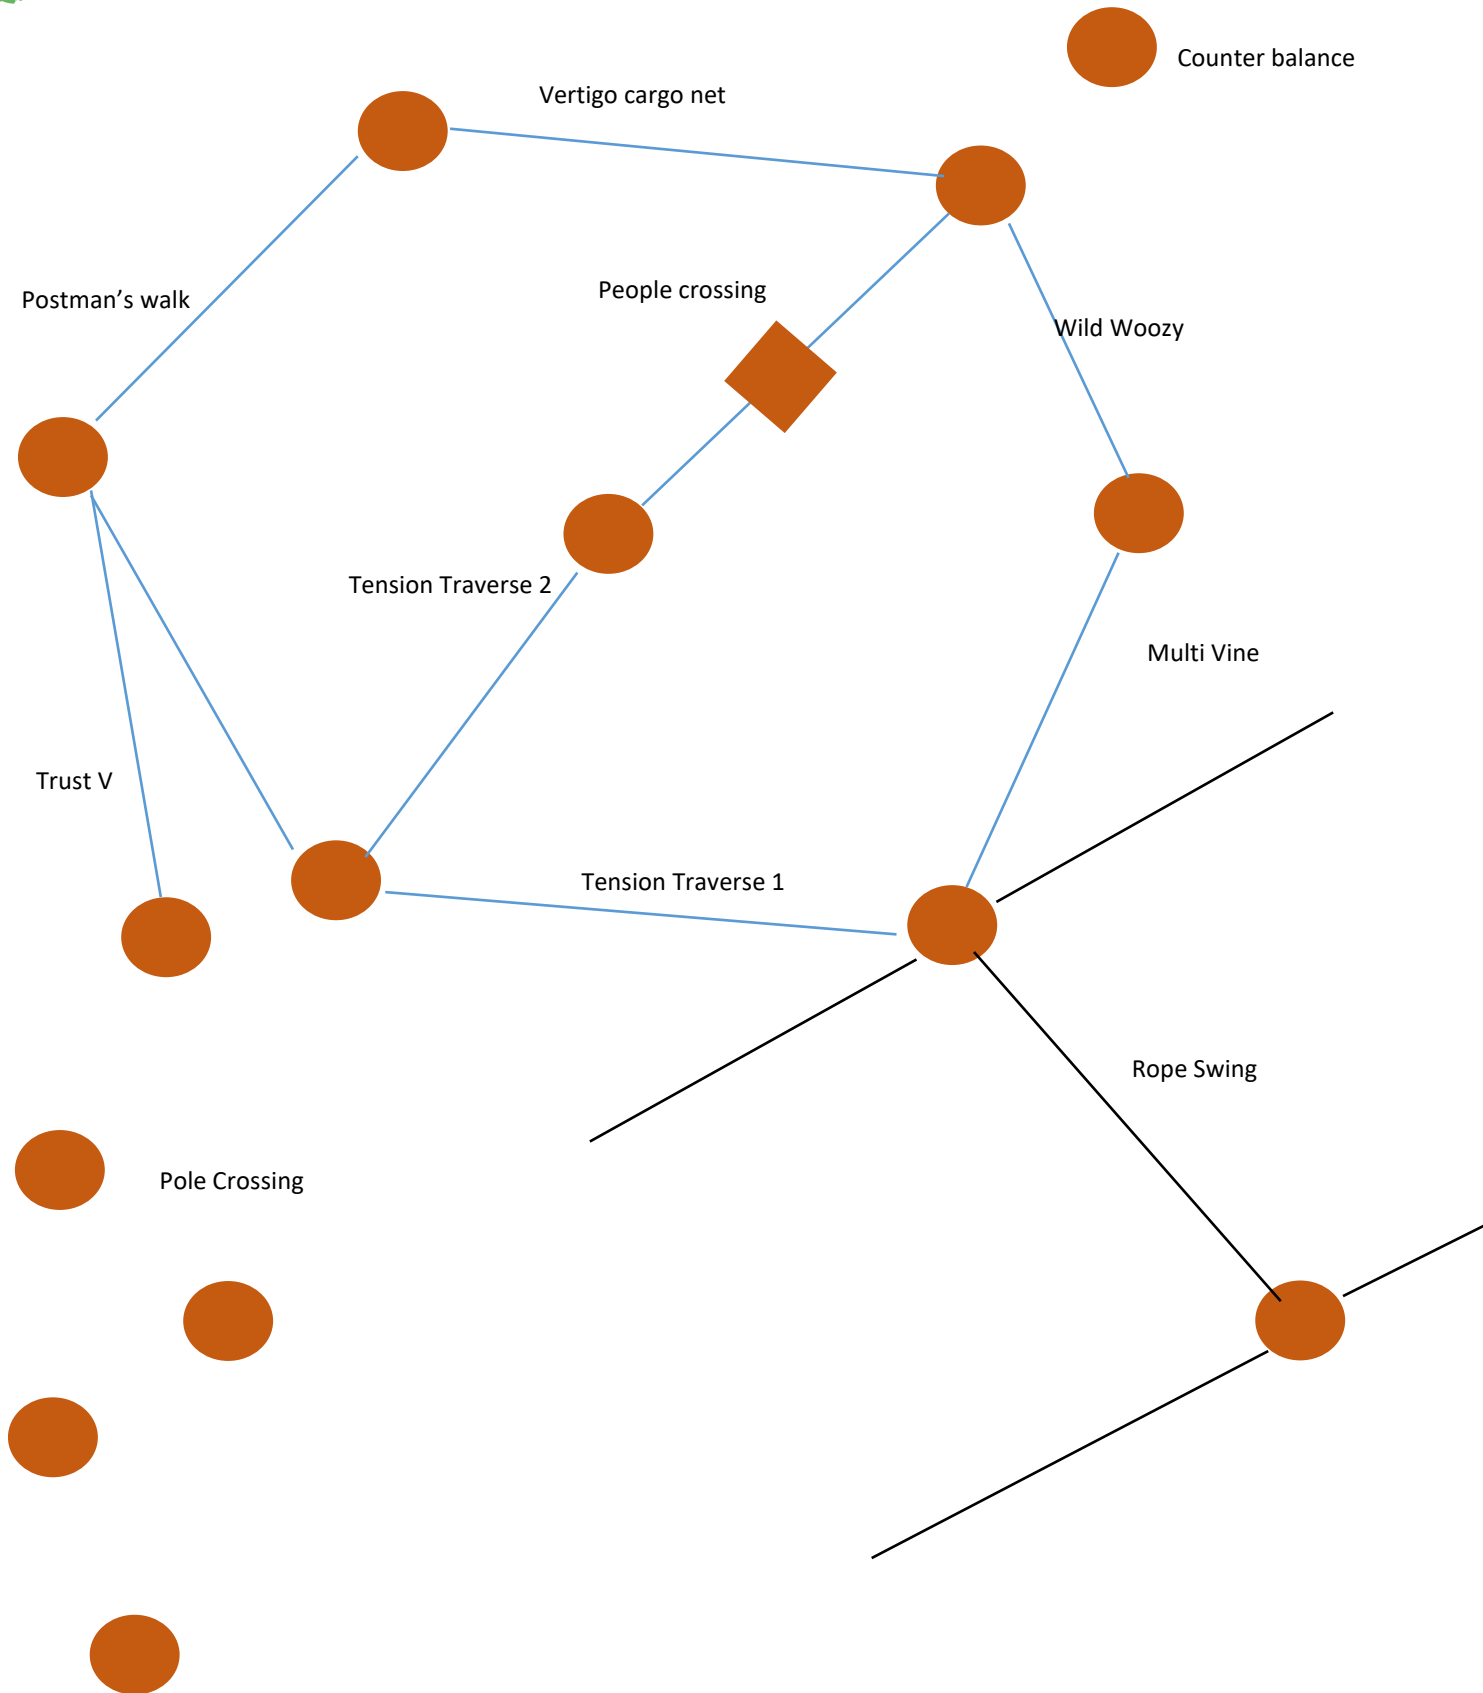 Counter balance
Vertigo cargo net
People crossing
Postman’s walk
Wild Woozy
Tension Traverse 2
Multi Vine
Trust V
Tension Traverse 1
Rope Swing
Pole Crossing